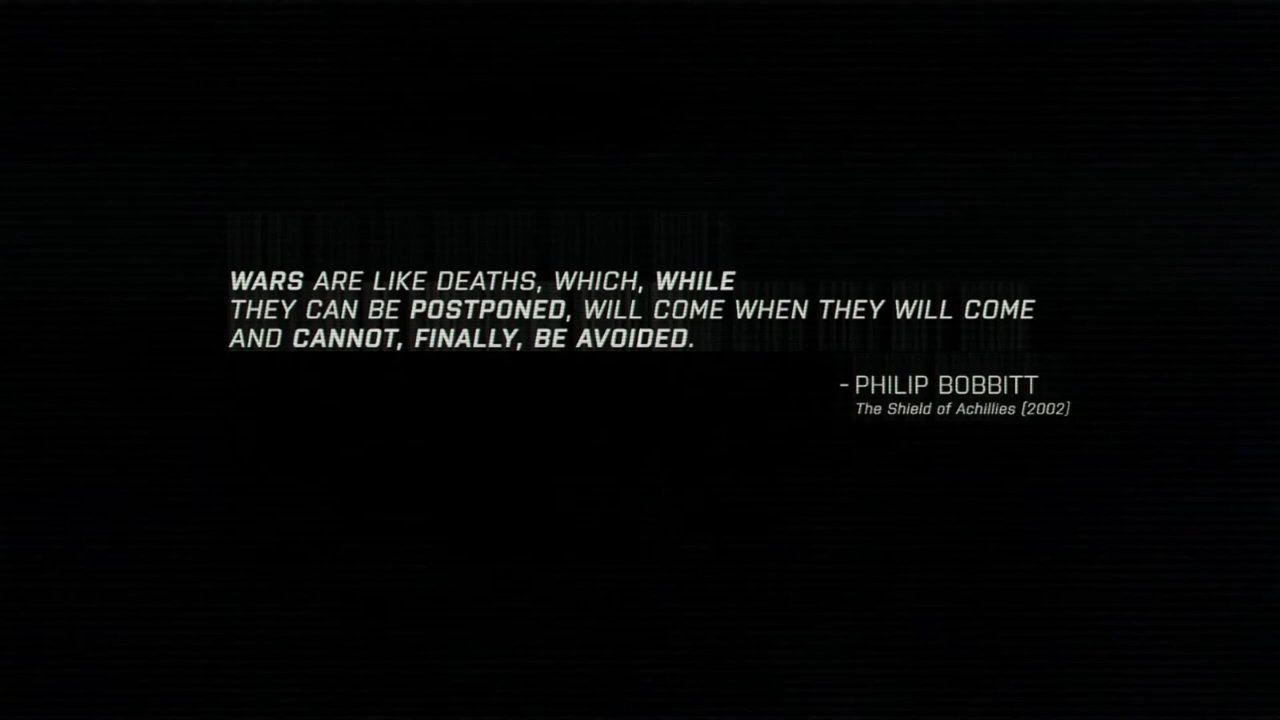 WARS ARE LIKE DEATHS, WHICH, WHILE
THEY CAN BE POSTPONED, WILL COME WHEN THEY WILL COME
AND CANNOT, FINALLY, BE AVOIDED.
- PHILIP BOBBITT
The Shield of Achillies (2002)